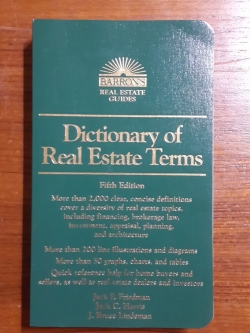 BARRON'S
REAL ESTATE
GUIDES
Dictionary of
Real Estate Terms
Fifth Edition
More than 2,000 clear, concise definitions
cover a diversity of real estate topics,
including financing, brokerage law,
investment, appraisal, planning,
and architecture
More than 200 line illustrations and diagrams
More than 50 graphs, charts, and tables
Quick reference help for home buyers and
sellers, as well as real estate dealers and investors
Jack P. Friedman
Jack C. Harris
J. Bruce Lindeman